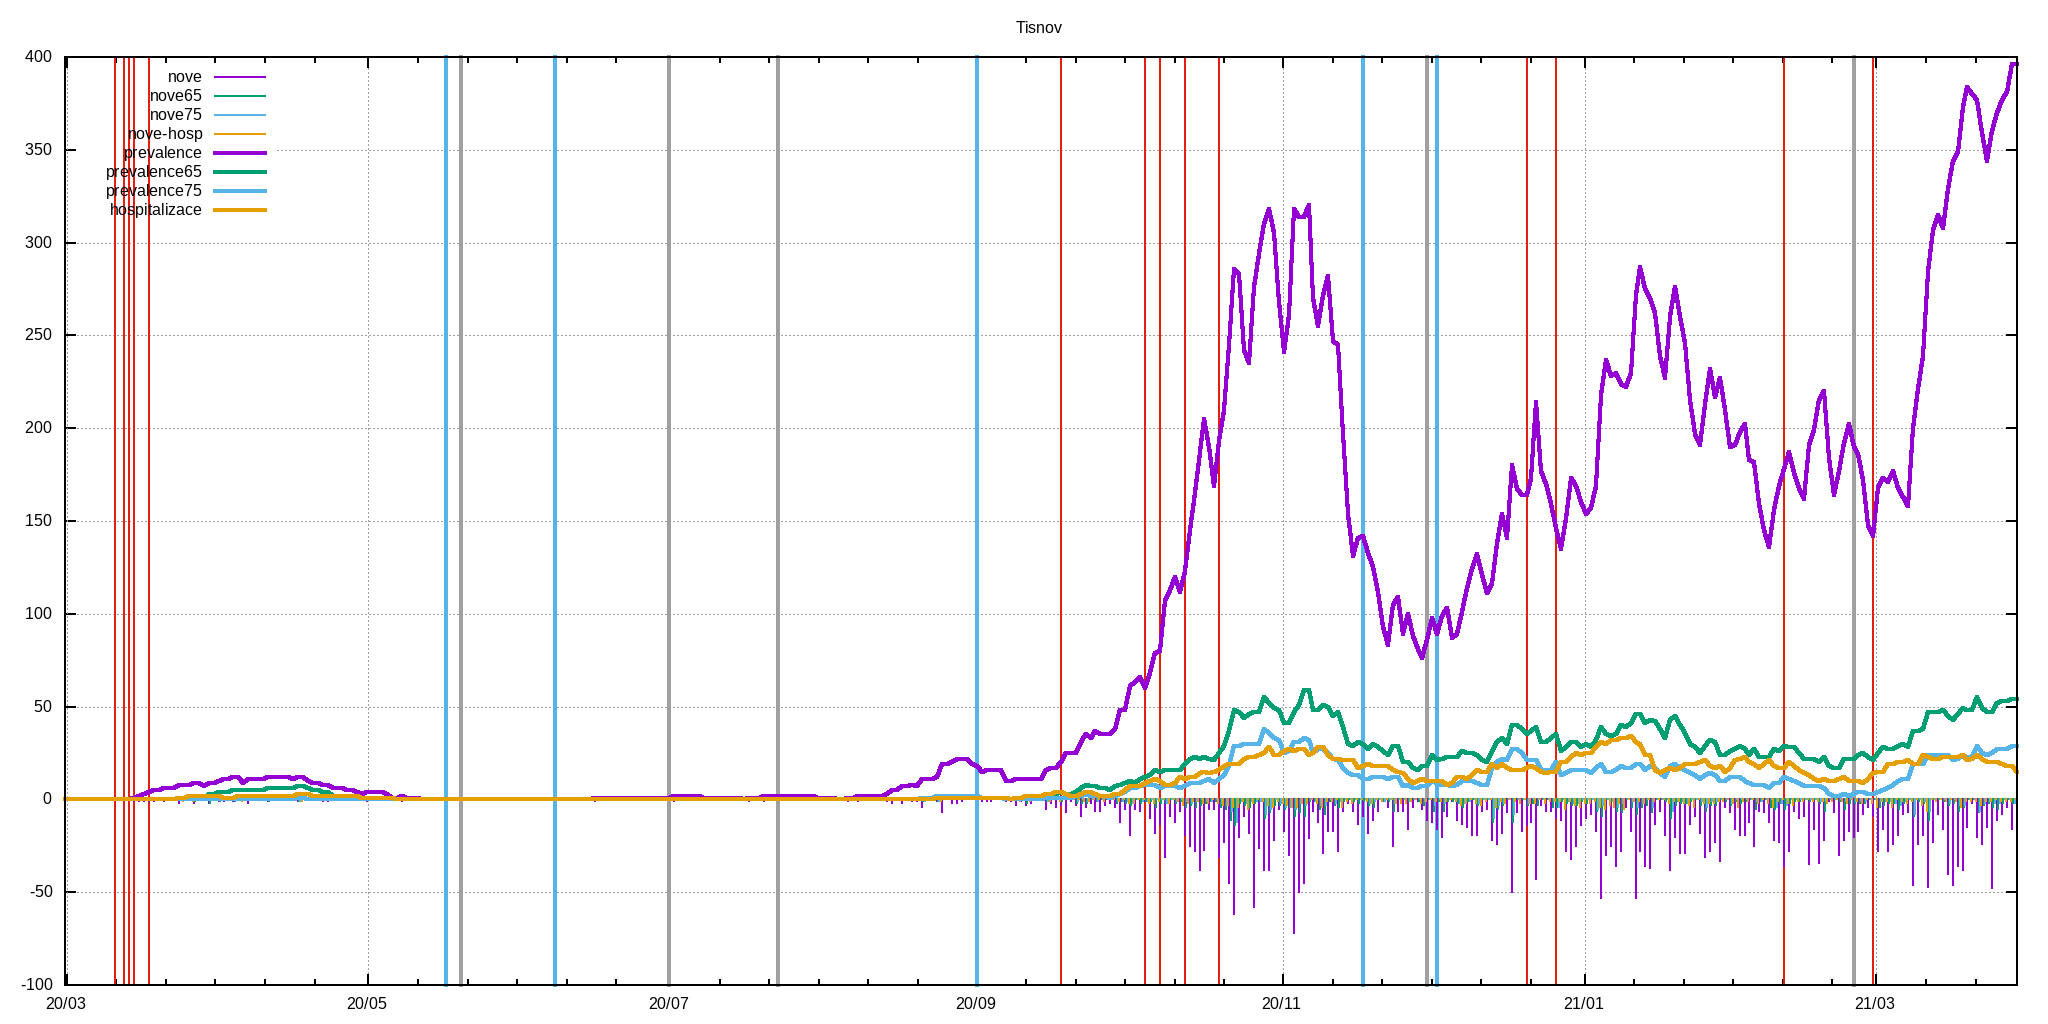 Tisnov
400
350
300
250
200
150
100
50
0
-50
-100
nove
nove65
nove75
nove-hosp
prevalence
prevalence65
prevalence75
hospitalizace
20/03 20/05 20/07 20/09 20/11 21/01 21/03